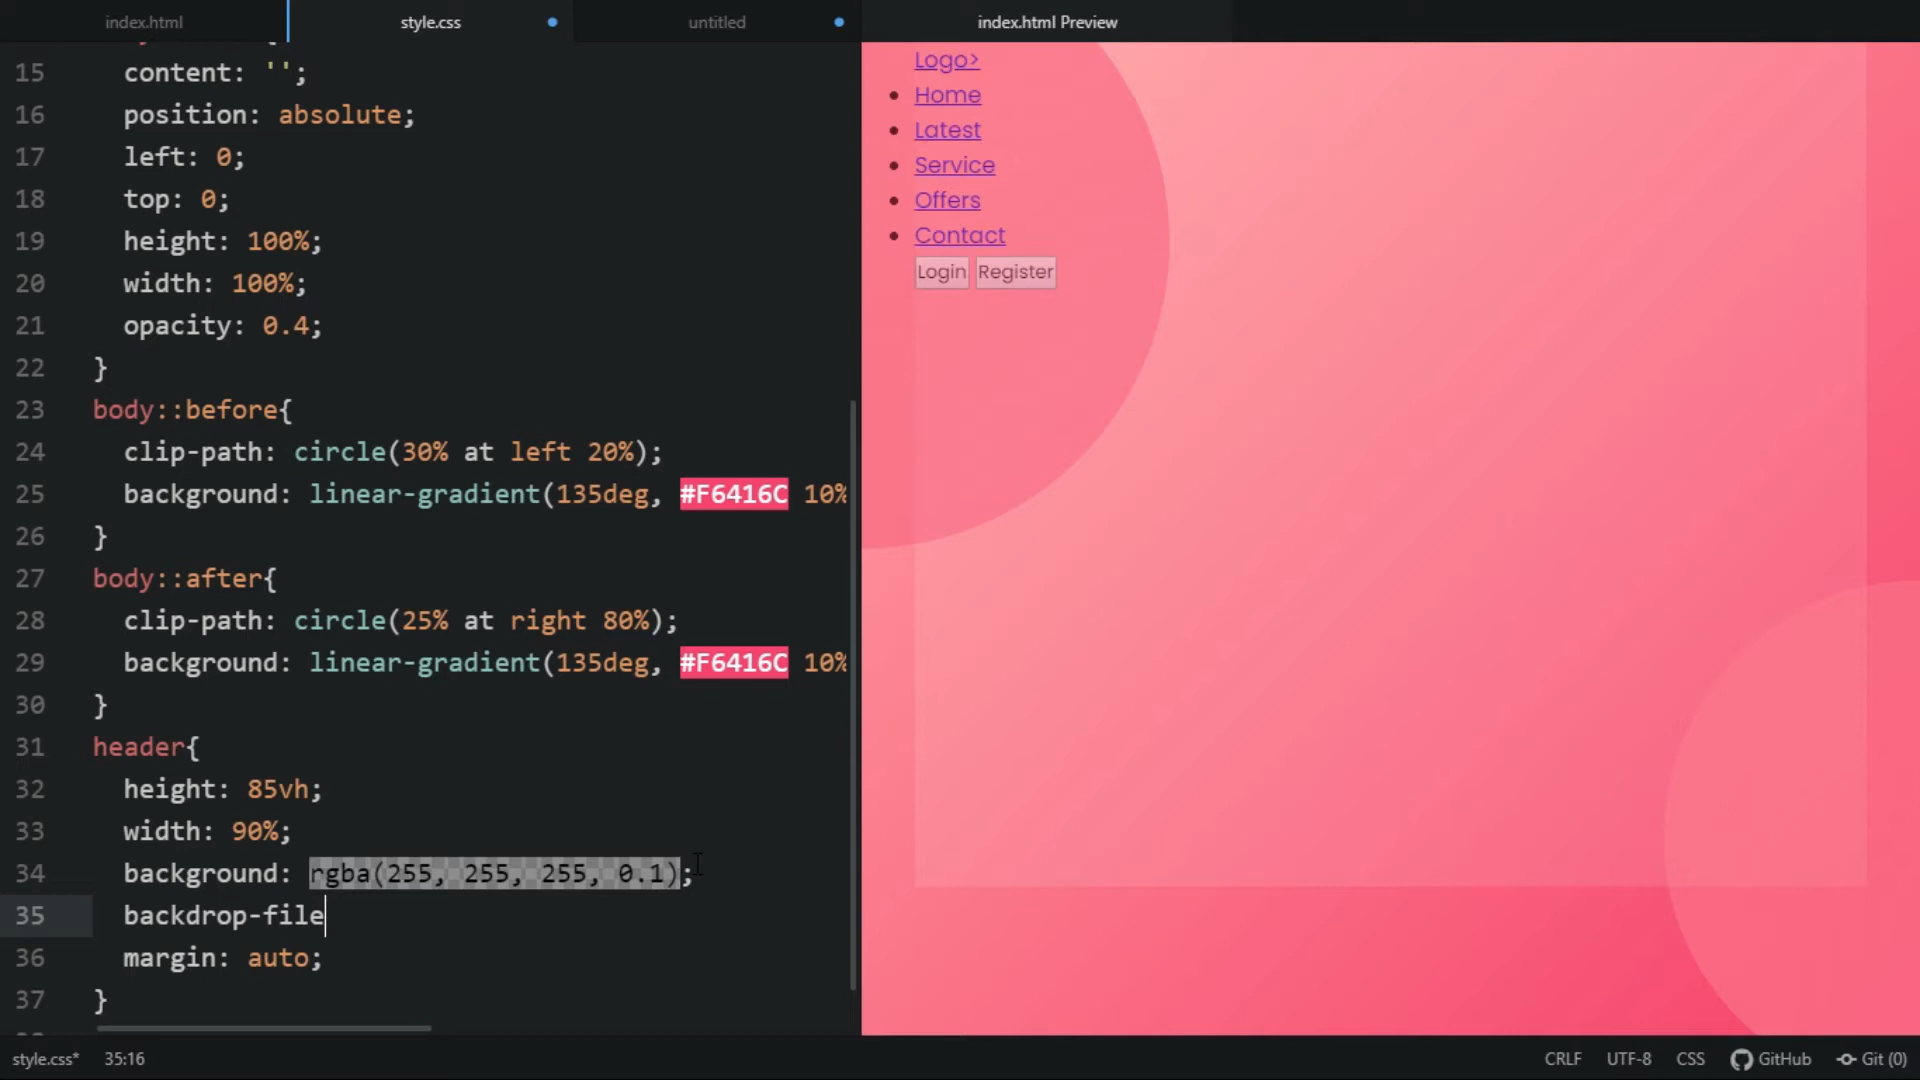 index.html
style.css
untitled
index.html Preview
15 content: '';
16 position: absolute;
17 left: 0;
18 top: 0;
19 height: 100%;
20 width: 100%;
21 opacity: 0.4;
22 }
23 body::before{
24 clip-path: circle(30% at left 20%);
25 background: linear-gradient(135deg, #F6416C 10%
26 }
27 body::after{
28 clip-path: circle(25% at right 80%);
29 background: linear-gradient(135deg, #F6416C 10%
30 }
31 header{
32 height: 85vh;
33 width: 90%;
34 background: rgba(255, 255, 255, 0.1);
35 backdrop-file
36 margin: auto;
37 }
Logo>
Home
Latest
Service
Offers
Contact
Login Register
style.css* 35:16
CRLF UTF-8 CSS GitHub Git (0)